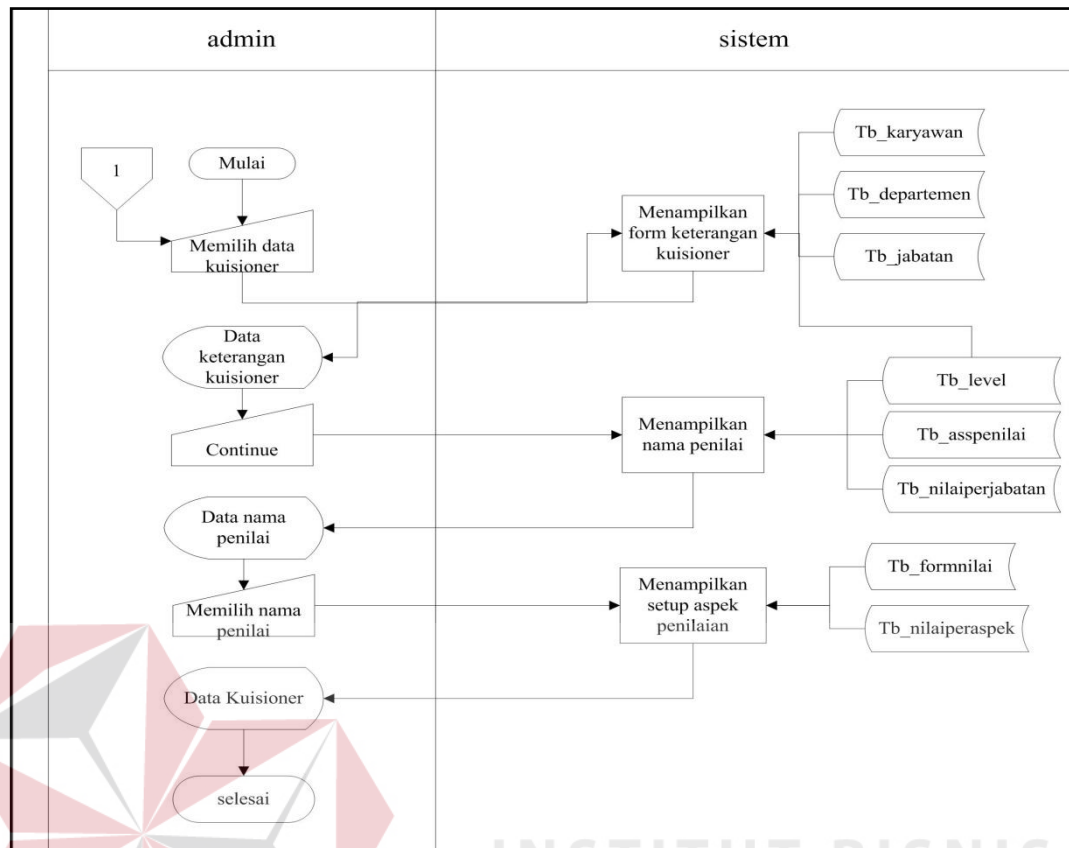 admin
sistem
1
Mulai
Memilih data
kuisioner
Menampilkan
form keterangan
kuisioner
Tb_karyawan
Tb_departemen
Tb_jabatan
Data
keterangan
kuisioner
Continue
Menampilkan
nama penilai
Tb_level
Tb_asspenilai
Tb_nilaiperjabatan
Data nama
penilai
Memilih nama
penilai
Menampilkan
setup aspek
penilaian
Tb_formnilai
Tb_nilaiperaspek
Data Kuisioner
selesai
INSTITUT BISNIS